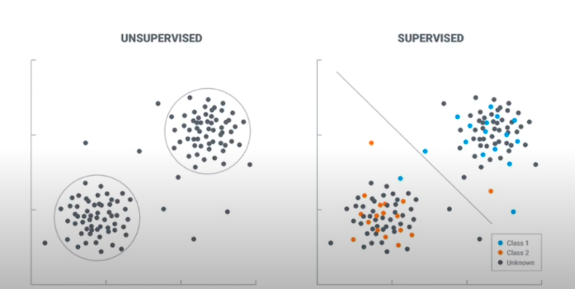 UNSUPERVISED
SUPERVISED
Class 1
Class 2
Unknown